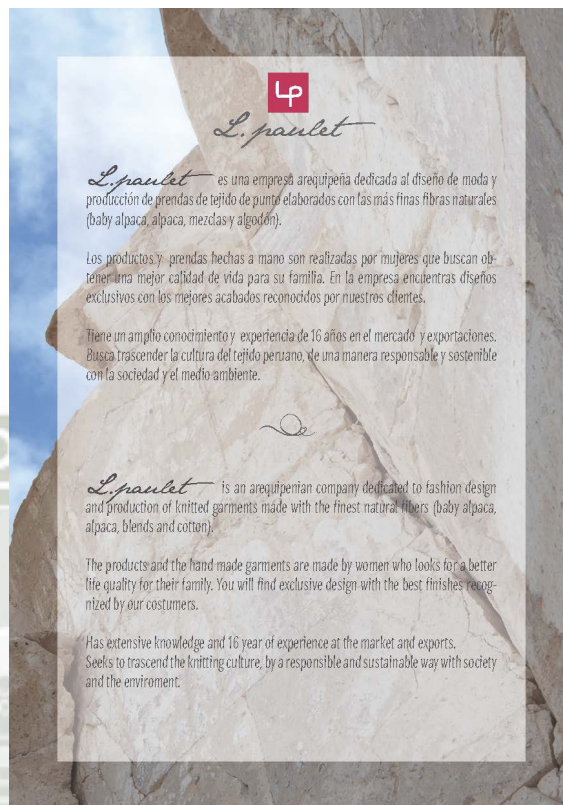 LP
L. paulet
L. paulet es una empresa arequipeña dedicada al diseño de moda y
producción de prendas de tejido de punto elaborados con las más finas fibras naturales
(baby alpaca, alpaca, mezclas y algodón).
Los productos y prendas hechas a mano son realizadas por mujeres que buscan ob-
tener una mejor calidad de vida para su familia. En la empresa encuentras diseños
exclusivos con los mejores acabados reconocidos por nuestros clientes.
Tiene un amplio conocimiento y experiencia de 16 años en el mercado y exportaciones.
Busca trascender la cultura del tejido peruano, de una manera responsable y sostenible
con la sociedad y el medio ambiente.
L. paulet is an arequipenian company dedicated to fashion design
and production of knitted garments made with the finest natural fibers (baby alpaca,
alpaca, blends and cotton).
The products and the hand made garments are made by women who looks for a better
life quality for their family. You will find exclusive design with the best finishes recog-
nized by our costumers.
Has extensive knowledge and 16 year of experience at the market and exports.
Seeks to trascend the knitting culture, by a responsible and sustainable way with society
and the enviroment.